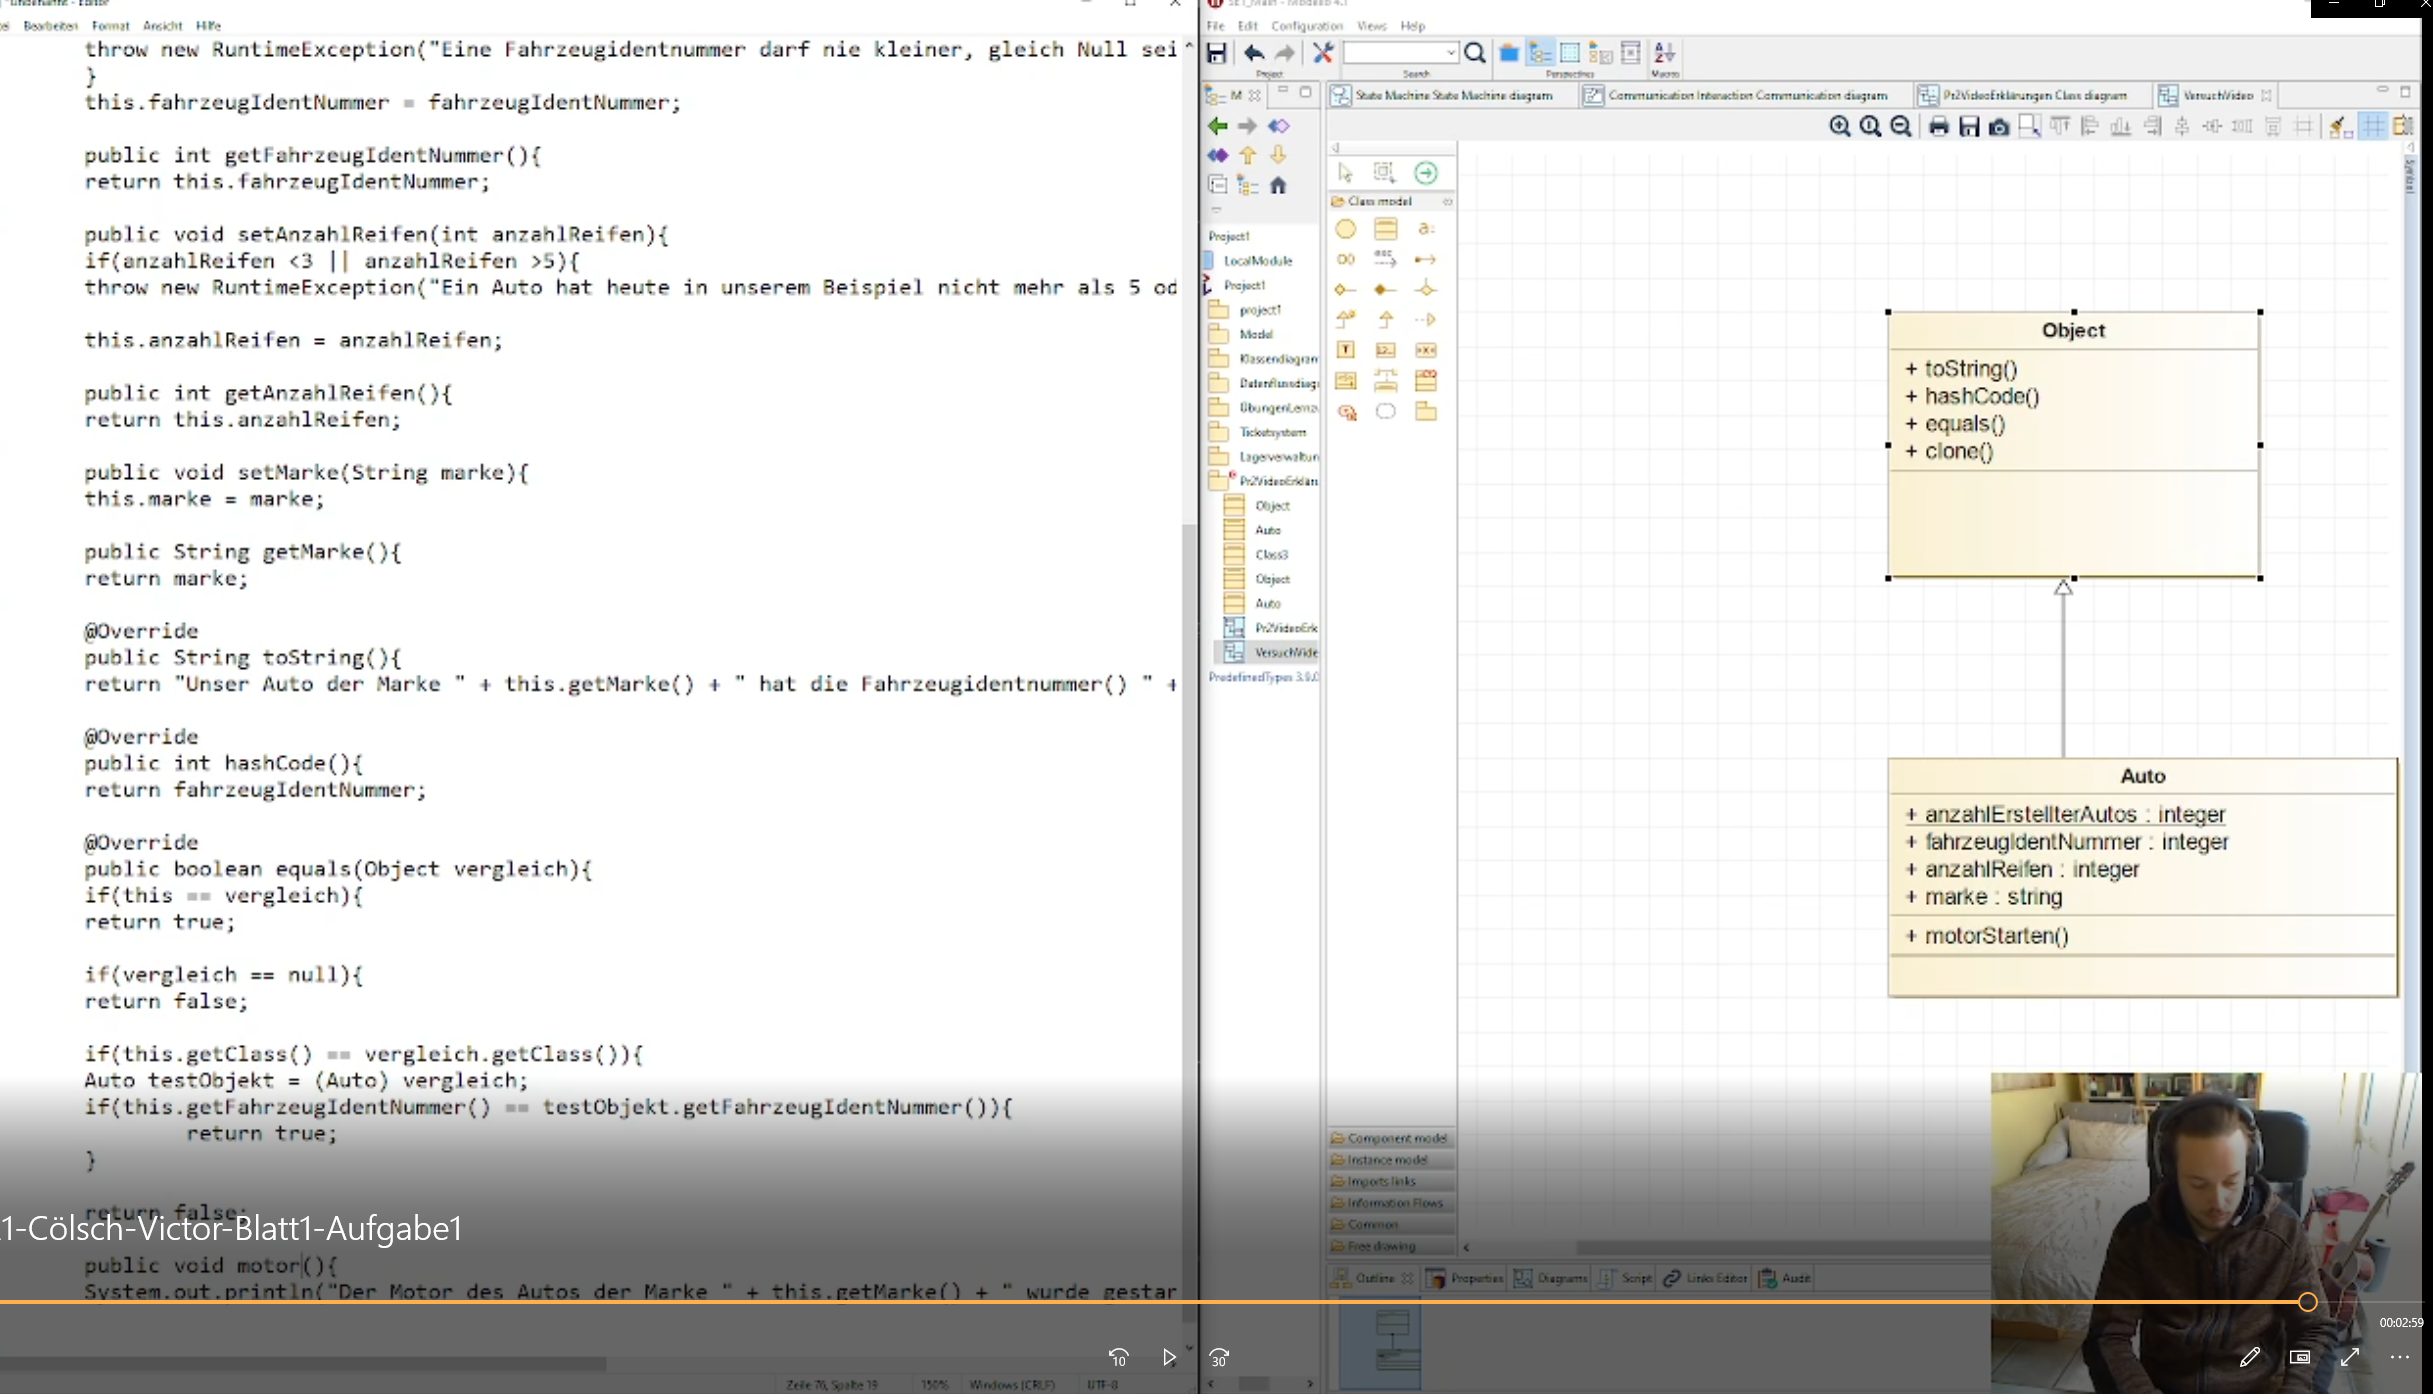 Bearbeiten Format Ansicht Hilfe
throw new RuntimeException("Eine Fahrzeugidentnummer darf nie kleiner, gleich Null sei
}
this.fahrzeugIdentNummer = fahrzeugIdentNummer;
public int getFahrzeugIdentNummer(){
return this.fahrzeugIdentNummer;
public void setAnzahlReifen(int anzahlReifen){
if(anzahlReifen <3 || anzahlReifen >5){
throw new RuntimeException("Ein Auto hat heute in unserem Beispiel nicht mehr als 5 od
this.anzahlReifen = anzahlReifen;
public int getAnzahlReifen(){
return this.anzahlReifen;
public void setMarke(String marke){
this.marke = marke;
public String getMarke(){
return marke;
@Override
public String toString(){
return "Unser Auto der Marke " + this.getMarke() + " hat die Fahrzeugidentnummer() " +
@Override
public int hashCode(){
return fahrzeugIdentNummer;
@Override
public boolean equals(Object vergleich){
if(this == vergleich){
return true;
if(vergleich == null){
return false;
if(this.getClass() == vergleich.getClass()){
Auto testObjekt = (Auto) vergleich;
if(this.getFahrzeugIdentNummer() == testObjekt.getFahrzeugIdentNummer()){
return true;
}
return false;
1-Cölsch-Victor-Blatt1-Aufgabe1
public void motor(){
System.out.println("Der Motor des Autos der Marke " + this.getMarke() + " wurde gestar
10
30
Zeile 76, Spalte 19 150% Windows (CRLF) UTF-8
File Edit Configuration Views Help
Project Search Perspectives Macros
M
State Machine State Machine diagram
Communication Interaction Communication diagram
Pr2VideoErklärungen Class diagram
VersuchVideo
Class model
Project1
LocalModule
Project1
project1
Model
Klassendiagram
Datenflussdiag
ÜbungenLernz
Ticketsystem
Lagerverwaltun
Pr2VideoErklär
Object
Auto
Class3
Object
Auto
Pr2VideoErk
VersuchVide
PredefinedTypes 3.9.0
Object
+ toString()
+ hashCode()
+ equals()
+ clone()
Auto
+ anzahlErstellterAutos : integer
+ fahrzeugIdentNummer : integer
+ anzahlReifen : integer
+ marke : string
+ motorStarten()
Component model
Instance model
Imports links
Information Flows
Common
Free drawing
Outline Properties Diagrams Script Links Editor Audit
00:02:59